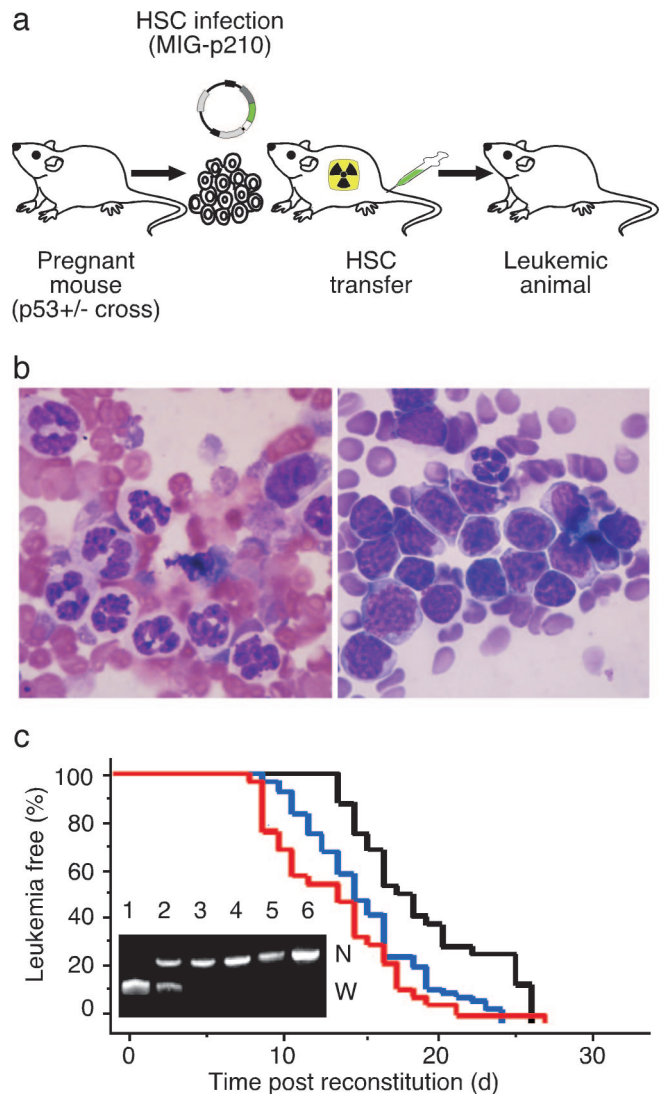 a
HSC infection
(MIG-p210)
Pregnant
mouse
(p53+/- cross)
HSC
transfer
Leukemic
animal
b
c
Leukemia free (%)
100
80
60
40
20
0
1 2 3 4 5 6
N
W
0 10 20 30
Time post reconstitution (d)